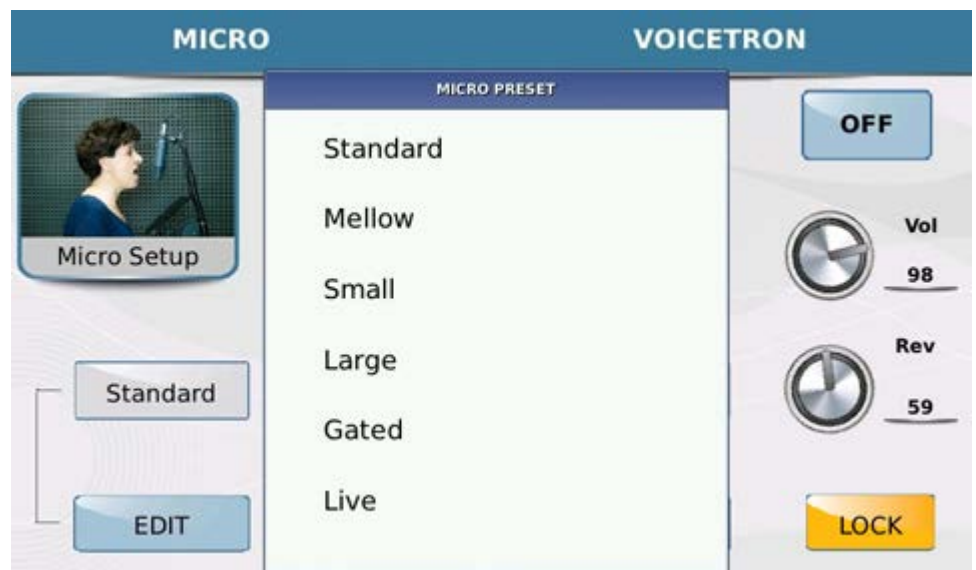 MICRO
VOICETRON
MICRO PRESET
Micro Setup
Standard
EDIT
Standard
Mellow
Small
Large
Gated
Live
OFF
Vol
98
Rev
59
LOCK